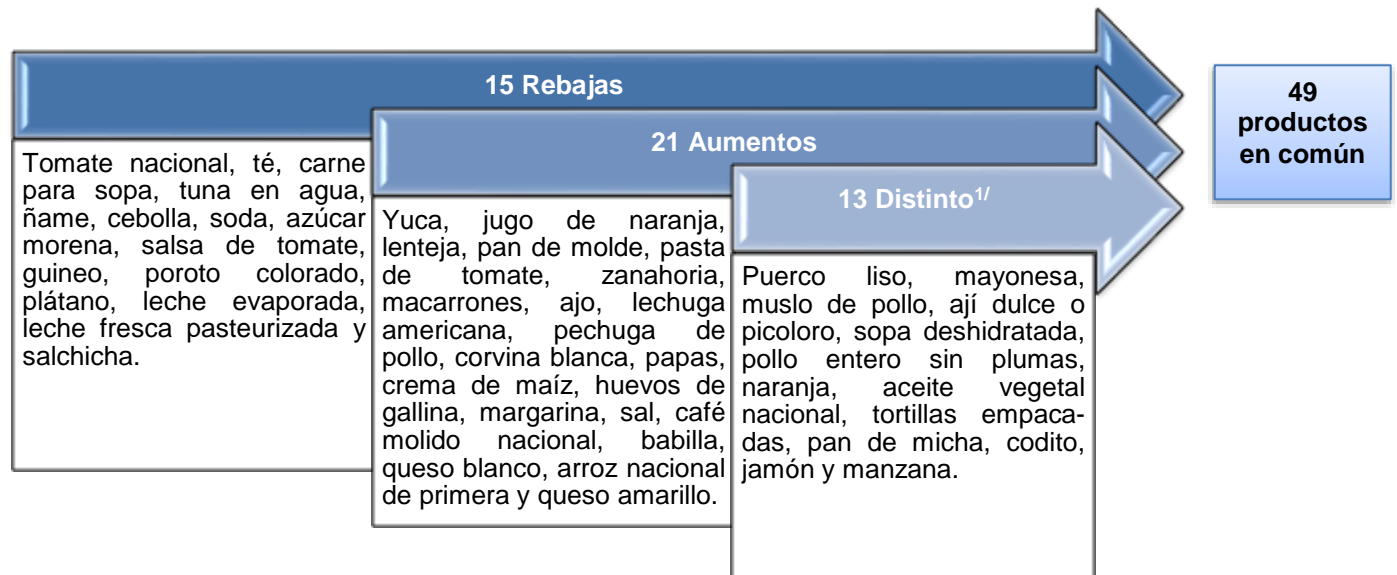 15 Rebajas
Tomate nacional, té, carne
para sopa, tuna en agua,
ñame, cebolla, soda, azúcar
morena, salsa de tomate,
guineo, poroto colorado,
plátano, leche evaporada,
leche fresca pasteurizada y
salchicha.
21 Aumentos
Yuca, jugo de naranja,
lenteja, pan de molde, pasta
de tomate, zanahoria,
macarrones, ajo, lechuga
americana, pechuga de
pollo, corvina blanca, papas,
crema de maíz, huevos de
gallina, margarina, sal, café
molido nacional, babilla,
queso blanco, arroz nacional
de primera y queso amarillo.
13 Distinto1/
Puerco liso, mayonesa,
muslo de pollo, ají dulce o
picoloro, sopa deshidratada,
pollo entero sin plumas,
naranja, aceite vegetal
nacional, tortillas empaca-
das, pan de micha, codito,
jamón y manzana.
49
productos
en común